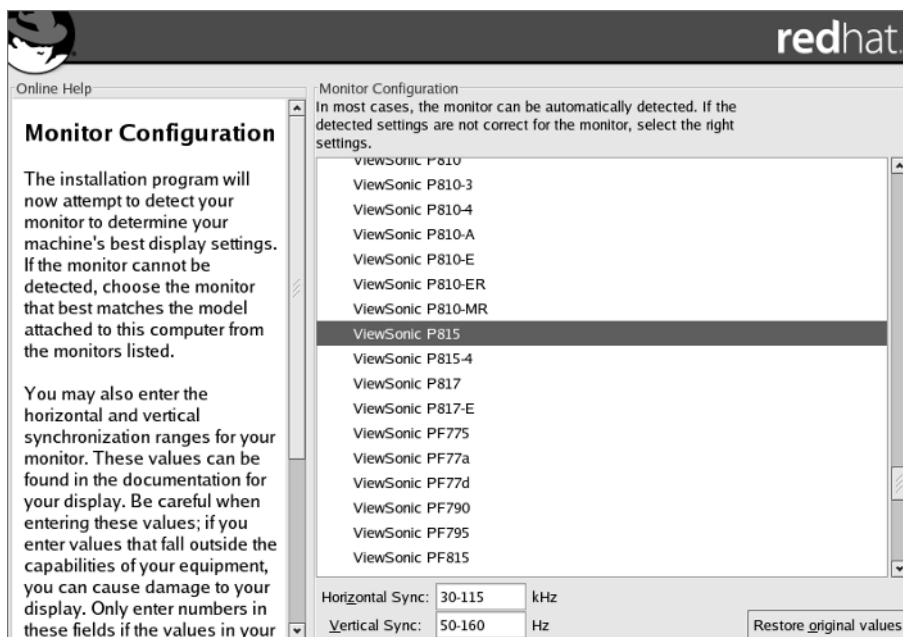 redhat.
Online Help
Monitor Configuration
The installation program will
now attempt to detect your
monitor to determine your
machine's best display settings.
If the monitor cannot be
detected, choose the monitor
that best matches the model
attached to this computer from
the monitors listed.
You may also enter the
horizontal and vertical
synchronization ranges for your
monitor. These values can be
found in the documentation for
your display. Be careful when
entering these values; if you
enter values that fall outside the
capabilities of your equipment,
you can cause damage to your
display. Only enter numbers in
these fields if the values in your
Monitor Configuration
In most cases, the monitor can be automatically detected. If the
detected settings are not correct for the monitor, select the right
settings.
ViewSonic P810
ViewSonic P810-3
ViewSonic P810-4
ViewSonic P810-A
ViewSonic P810-E
ViewSonic P810-ER
ViewSonic P810-MR
ViewSonic P815
ViewSonic P815-4
ViewSonic P817
ViewSonic P817-E
ViewSonic PF775
ViewSonic PF77a
ViewSonic PF77d
ViewSonic PF790
ViewSonic PF795
ViewSonic PF815
Horizontal Sync: 30-115 kHz
Vertical Sync: 50-160 Hz
Restore original values